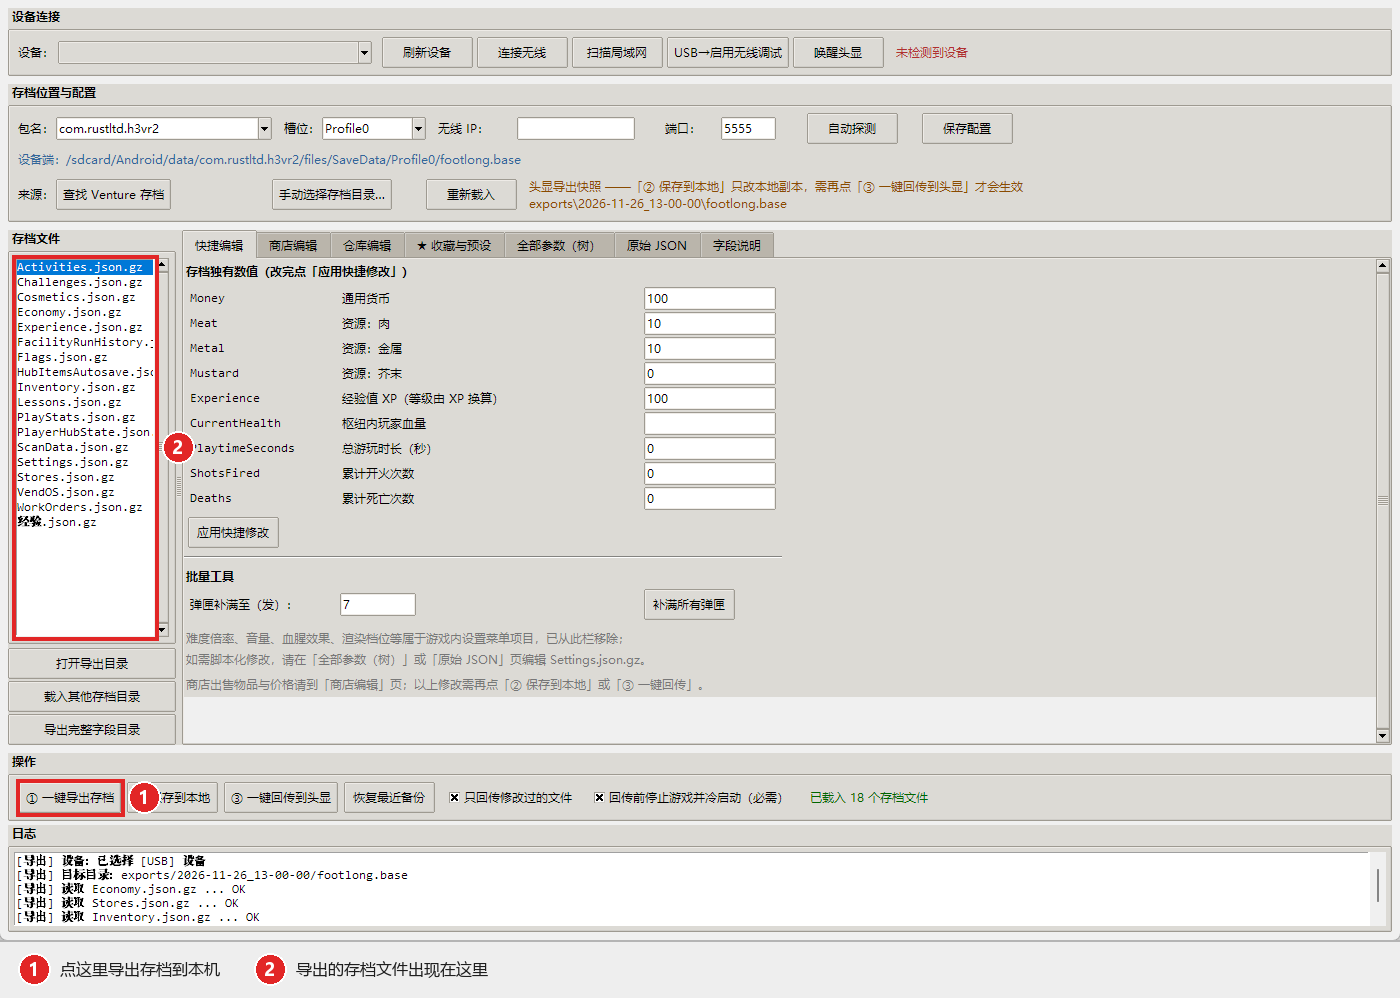 设备连接
设备：
刷新设备
连接无线
扫描局域网
USB→启用无线调试
唤醒头显
未检测到设备
存档位置与配置
包名：
com.rustltd.h3vr2
槽位：
Profile0
无线 IP：
端口：
5555
自动探测
保存配置
设备端：/sdcard/Android/data/com.rustltd.h3vr2/files/SaveData/Profile0/footlong.base
来源：
查找 Venture 存档
手动选择存档目录...
重新载入
头显导出快照 ——「② 保存到本地」只改本地副本，需再点「③ 一键回传到头显」才会生效
exports\2026-11-26_13-00-00\footlong.base
存档文件
Activities.json.gz
Challenges.json.gz
Cosmetics.json.gz
Economy.json.gz
Experience.json.gz
FacilityRunHistory.j
Flags.json.gz
HubItemsAutosave.jsc
Inventory.json.gz
Lessons.json.gz
PlayStats.json.gz
PlayerHubState.json.
ScanData.json.gz
Settings.json.gz
Stores.json.gz
VendOS.json.gz
WorkOrders.json.gz
经验.json.gz
2
打开导出目录
载入其他存档目录
导出完整字段目录
快捷编辑
商店编辑
仓库编辑
★ 收藏与预设
全部参数（树）
原始 JSON
字段说明
存档独有数值（改完点「应用快捷修改」）
Money 通用货币 100
Meat 资源：肉 10
Metal 资源：金属 10
Mustard 资源：芥末 0
Experience 经验值 XP（等级由 XP 换算） 100
CurrentHealth 枢纽内玩家血量
PlaytimeSeconds 总游玩时长（秒） 0
ShotsFired 累计开火次数 0
Deaths 累计死亡次数 0
应用快捷修改
批量工具
弹匣补满至（发）：
7
补满所有弹匣
难度倍率、音量、血腥效果、渲染档位等属于游戏内设置菜单项目，已从此栏移除；
如需脚本化修改，请在「全部参数（树）」或「原始 JSON」页编辑 Settings.json.gz。
商店出售物品与价格请到「商店编辑」页；以上修改需再点「② 保存到本地」或「③ 一键回传」。
操作
① 一键导出存档
1
存到本地
③ 一键回传到头显
恢复最近备份
只回传修改过的文件
回传前停止游戏并冷启动（必需）
已载入 18 个存档文件
日志
[导出] 设备：已选择 [USB] 设备
[导出] 目标目录：exports/2026-11-26_13-00-00/footlong.base
[导出] 读取 Economy.json.gz ... OK
[导出] 读取 Stores.json.gz ... OK
[导出] 读取 Inventory.json.gz ... OK
1 点这里导出存档到本机
2 导出的存档文件出现在这里